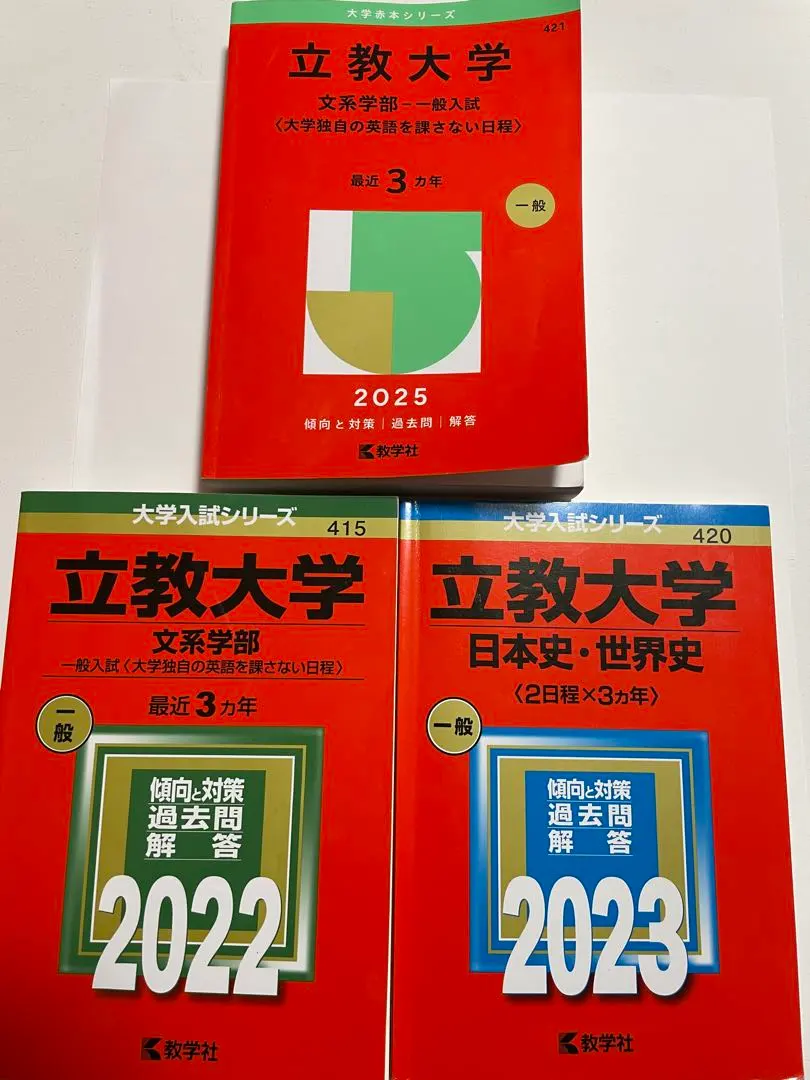 大学赤本シリーズ
421
立教大学
文系学部－一般入試
〈大学独自の英語を課さない日程〉
最近3カ年
一般
2025
傾向と対策｜過去問｜解答
教学社
大学入試シリーズ
415
立教大学
文系学部
一般入試〈大学独自の英語を課さない日程〉
最近3カ年
一般
傾向と対策
過去問
解答
2022
教学社
大学入試シリーズ
420
立教大学
日本史・世界史
〈2日程×3カ年〉
一般
傾向と対策
過去問
解答
2023
教学社